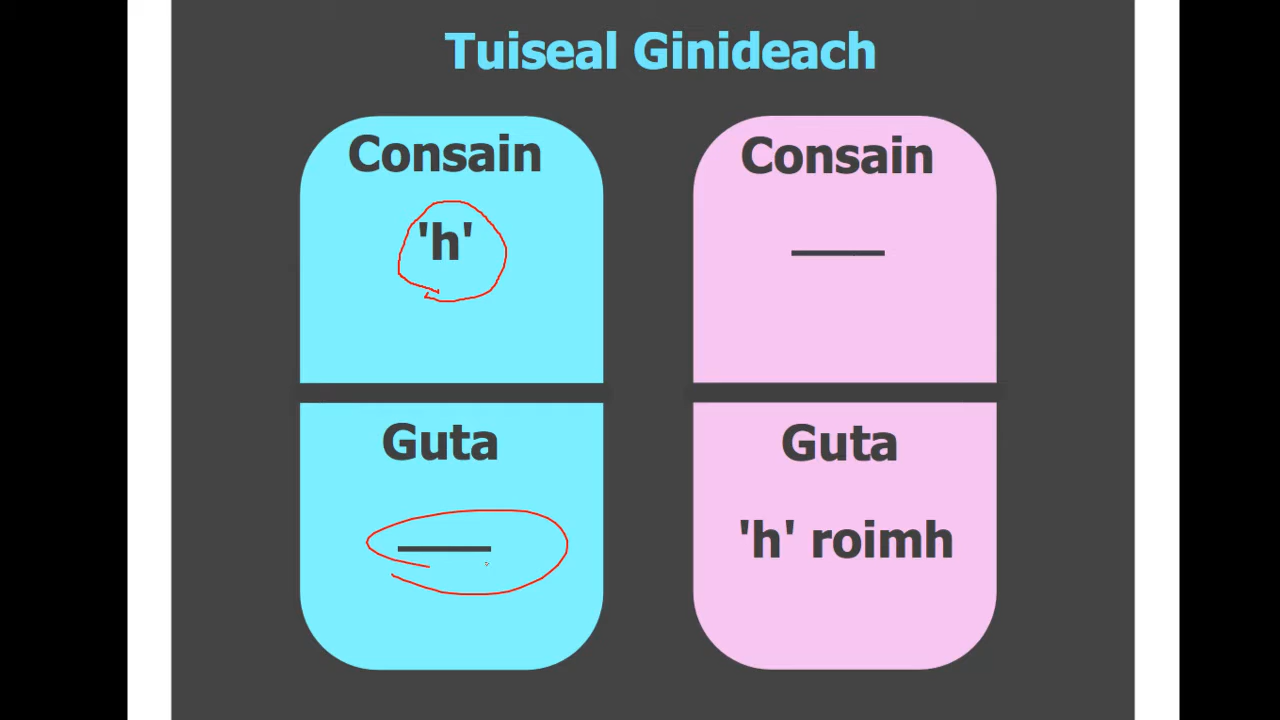 Tuiseal Ginideach
Consain
'h'
Guta
Consain
Guta
'h' roimh